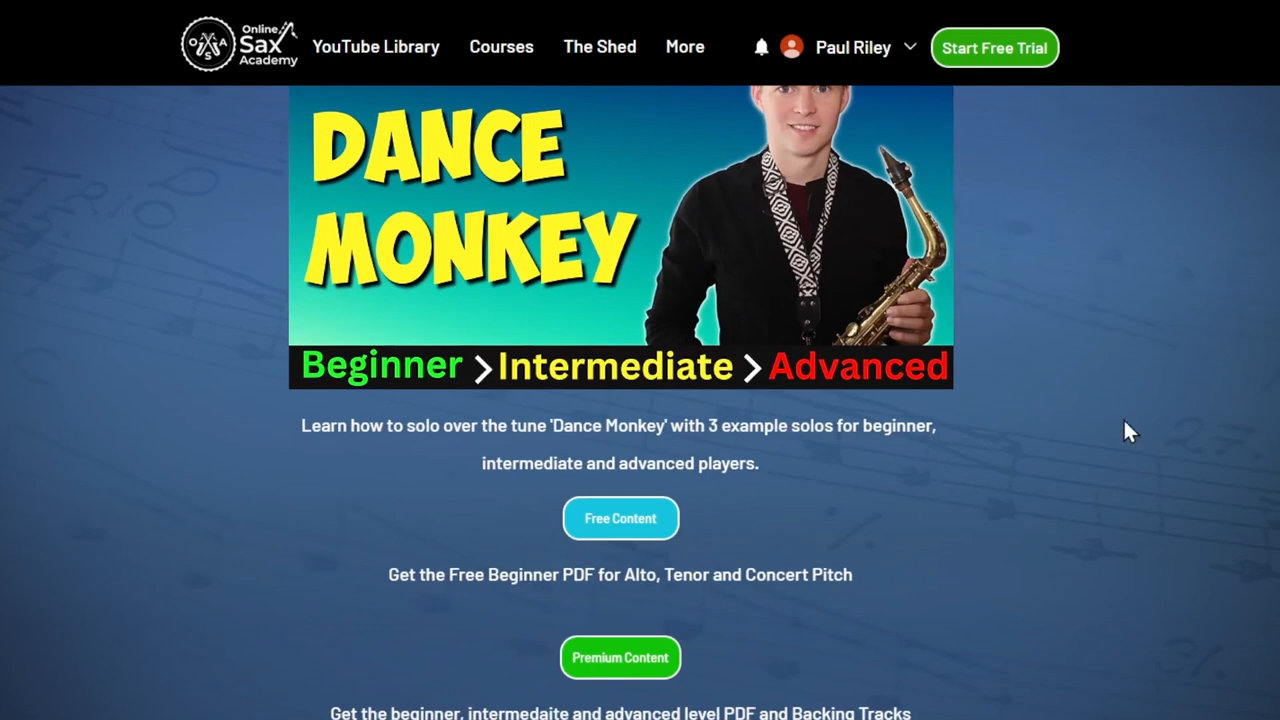 Online
Sax
Academy
O A S
YouTube Library Courses The Shed More Paul Riley Start Free Trial
DANCE
MONKEY
Beginner > Intermediate > Advanced
Learn how to solo over the tune 'Dance Monkey' with 3 example solos for beginner,
intermediate and advanced players.
Free Content
Get the Free Beginner PDF for Alto, Tenor and Concert Pitch
Premium Content
Get the beginner, intermedaite and advanced level PDF and Backing Tracks